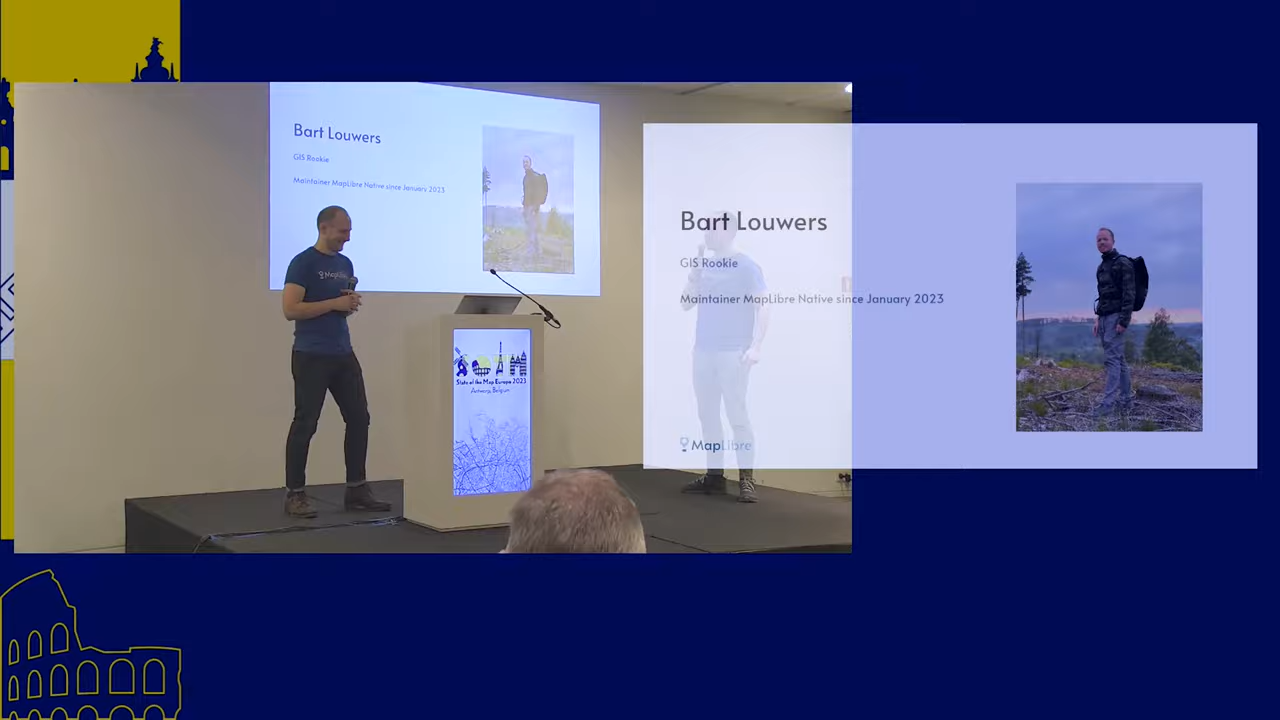 Bart Louwers
GIS Rookie
Maintainer MapLibre Native since January 2023
MapLibre
State of the Map Europe 2023
Antwerp, Belgium
Bart Louwers
GIS Rookie
Maintainer MapLibre Native since January 2023
MapLibre